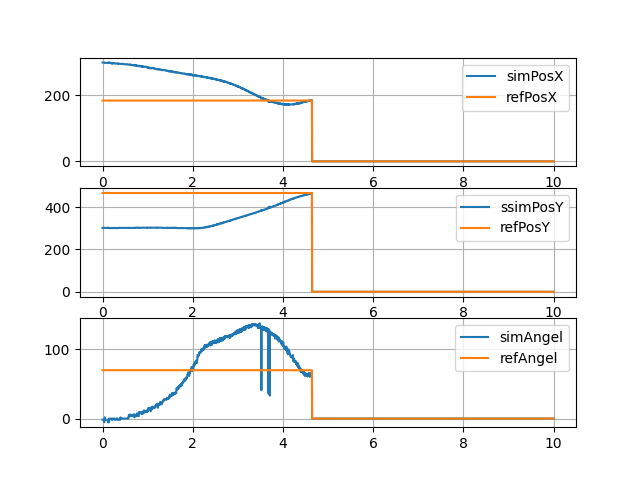 200
0
simPosX
refPosX
0 2 4 6 8 10
400
200
0
ssimPosY
refPosY
0 2 4 6 8 10
100
0
simAngel
refAngel
0 2 4 6 8 10